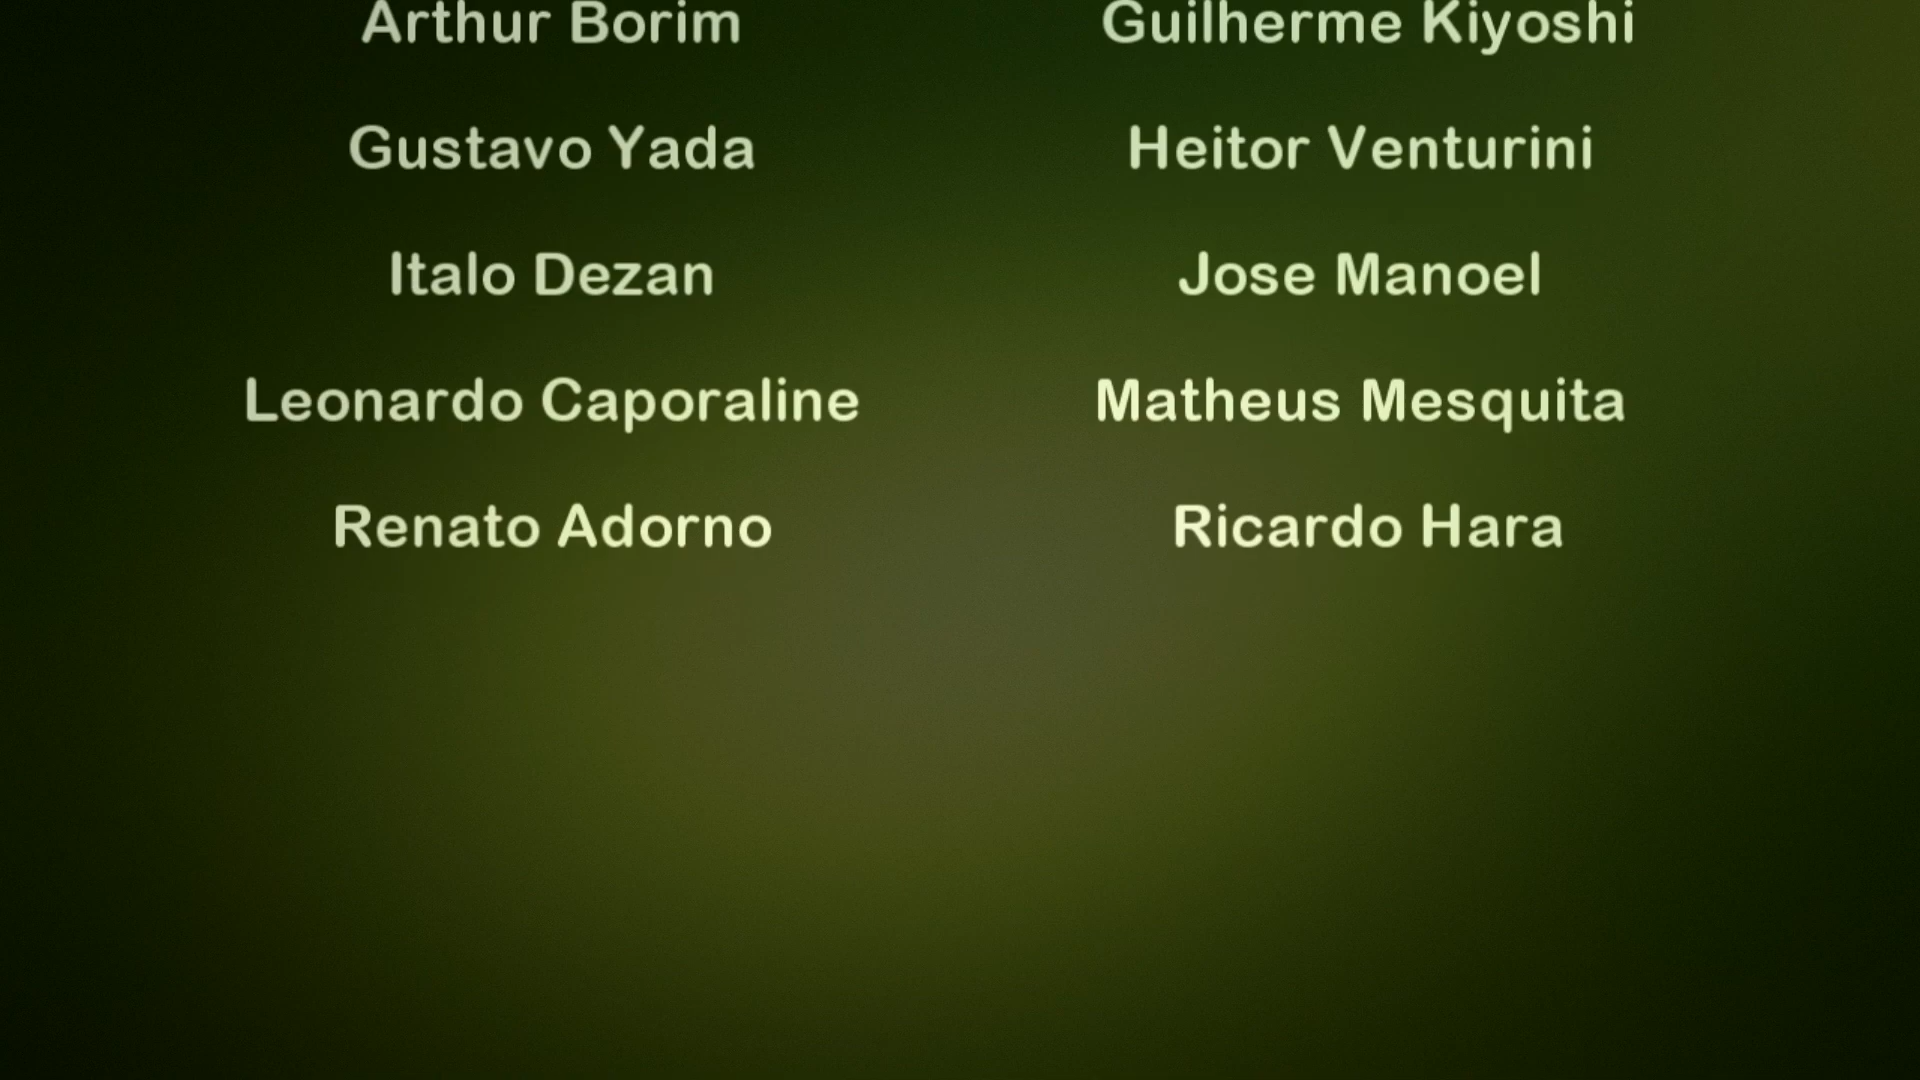 Arthur Borim Guilherme Kiyoshi
Gustavo Yada Heitor Venturini
Italo Dezan Jose Manoel
Leonardo Caporaline Matheus Mesquita
Renato Adorno Ricardo Hara